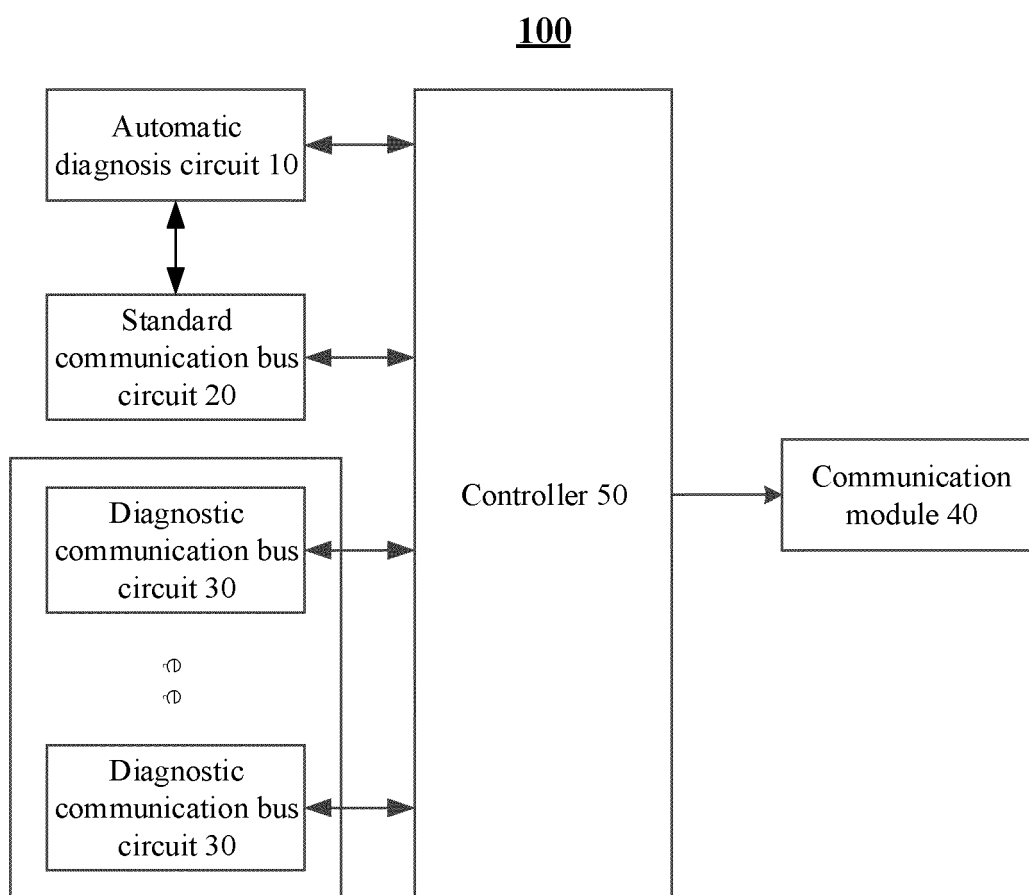 100
Automatic
diagnosis circuit 10
Standard
communication bus
circuit 20
Diagnostic
communication bus
circuit 30
Diagnostic
communication bus
circuit 30
Controller 50
Communication
module 40